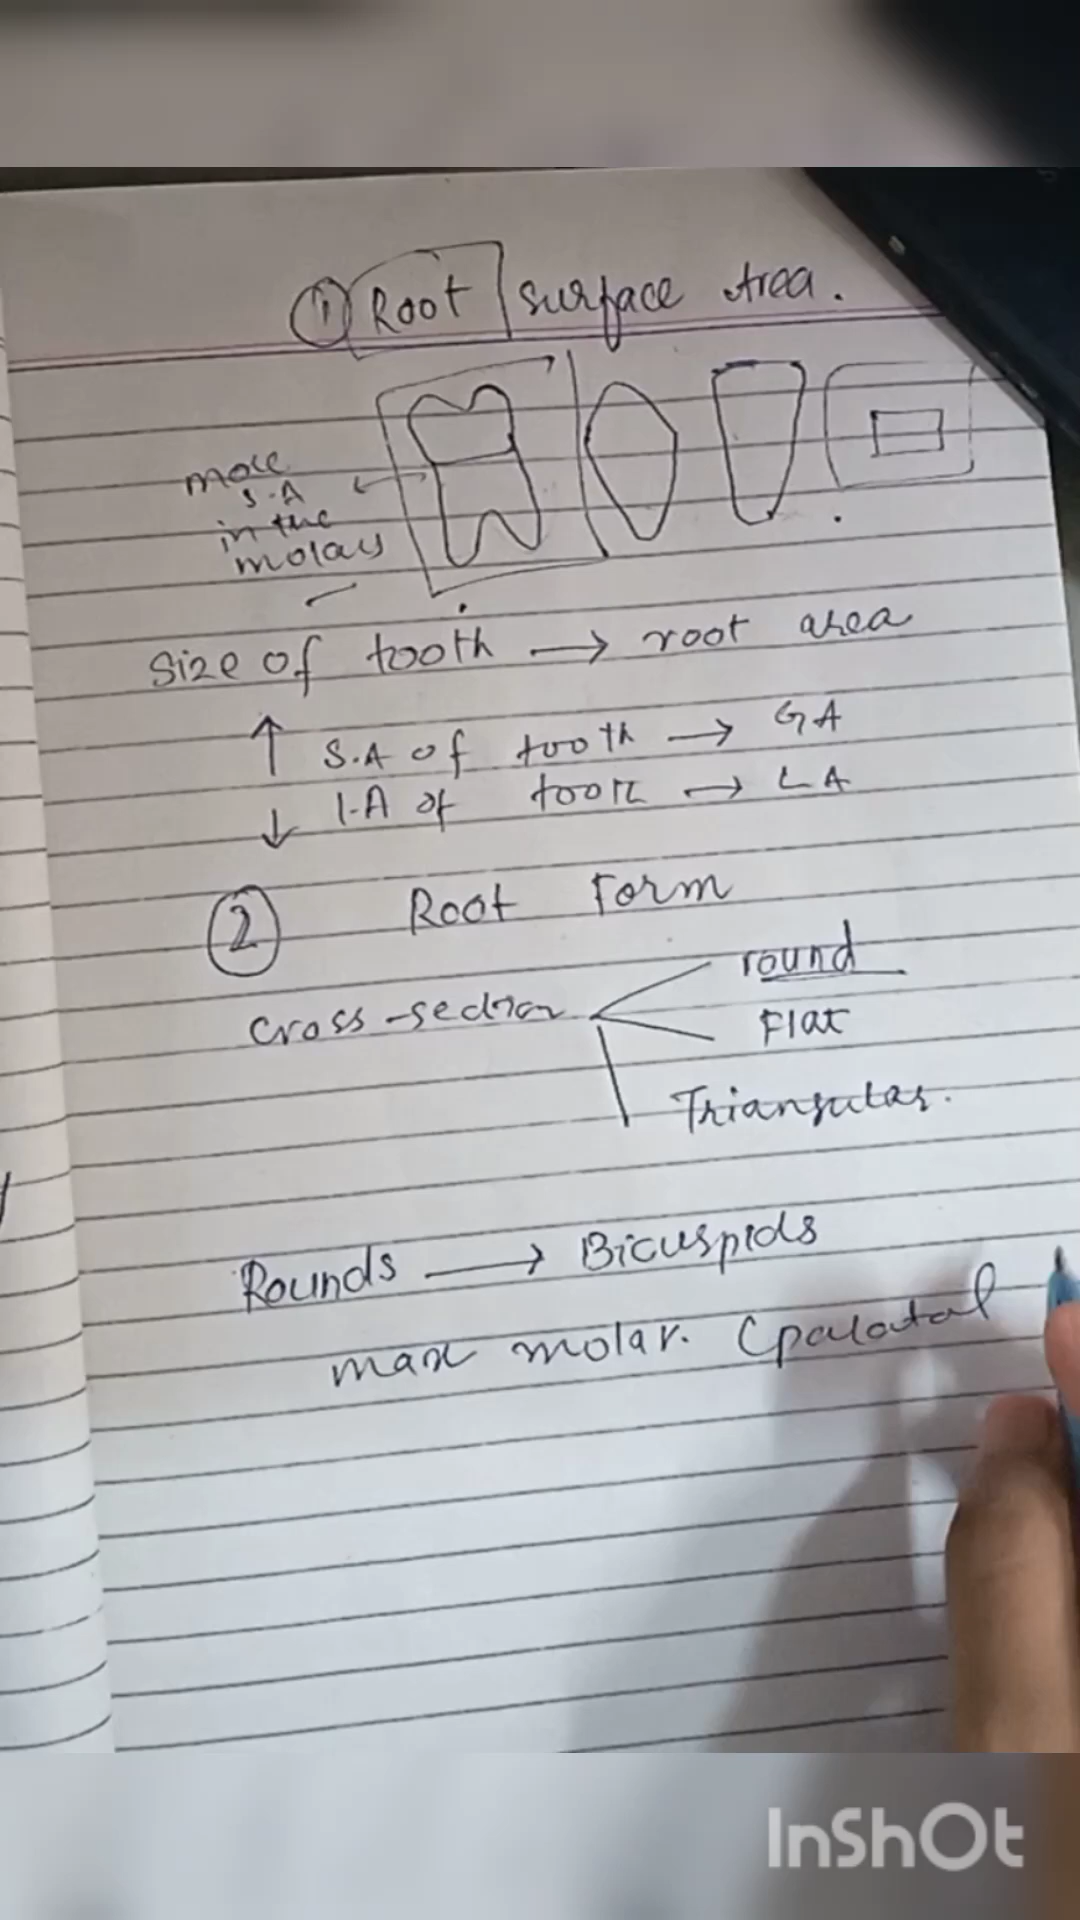 ① Root surface Area.
more
S.A
in the
molars
Size of tooth → root area
↑ S.A of tooth → GA
↓ 1.A of tooth → LA
② Root Form
Cross-section
round
Flat
Triangular.
Rounds → Bicuspids
max molar. (palatal
InShOt